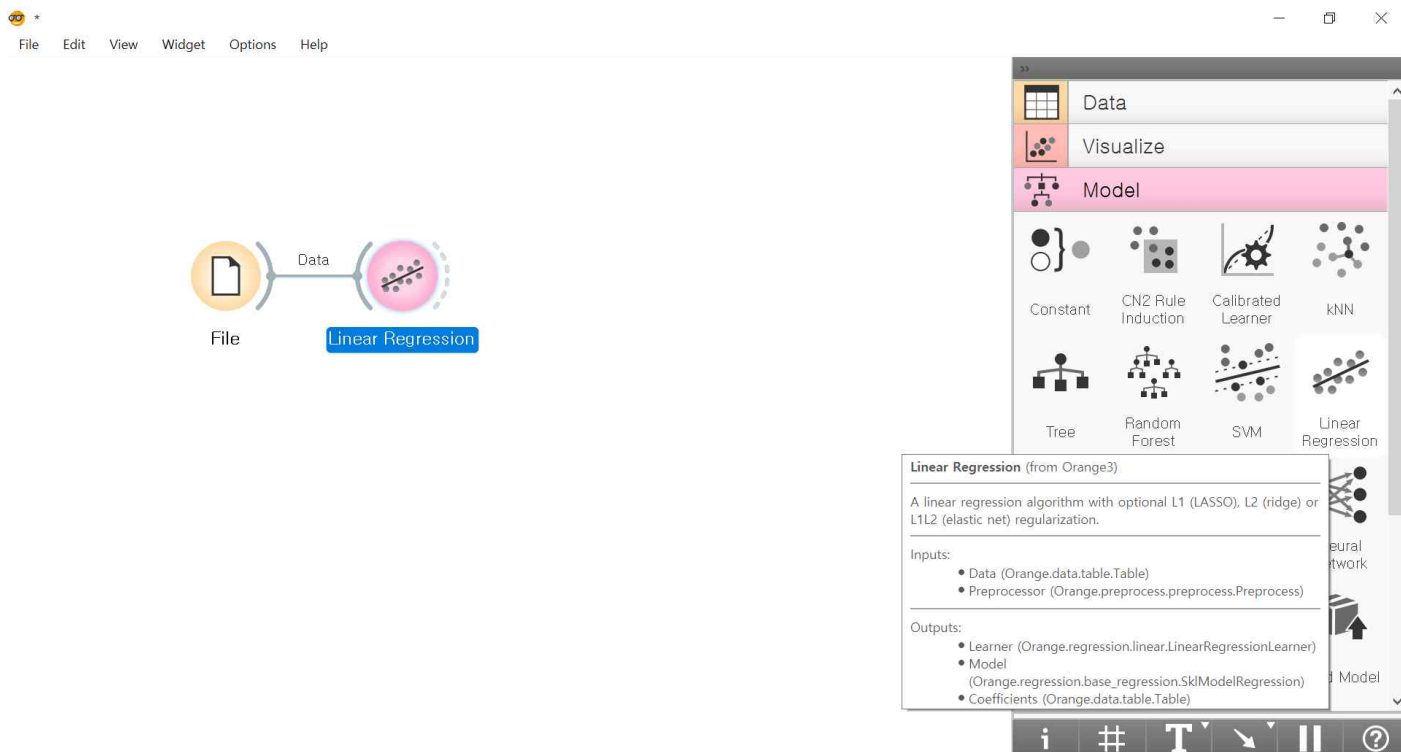 *
File Edit View Widget Options Help
Data
Visualize
Model
Data
File
Linear Regression
Constant
CN2 Rule
Induction
Calibrated
Learner
kNN
Tree
Random
Forest
SVM
Linear
Regression
Linear Regression (from Orange3)
A linear regression algorithm with optional L1 (LASSO), L2 (ridge) or
L1L2 (elastic net) regularization.
Inputs:
● Data (Orange.data.table.Table)
● Preprocessor (Orange.preprocess.preprocess.Preprocess)
Outputs:
● Learner (Orange.regression.linear.LinearRegressionLearner)
● Model
(Orange.regression.base_regression.SklModelRegression)
● Coefficients (Orange.data.table.Table)
Model